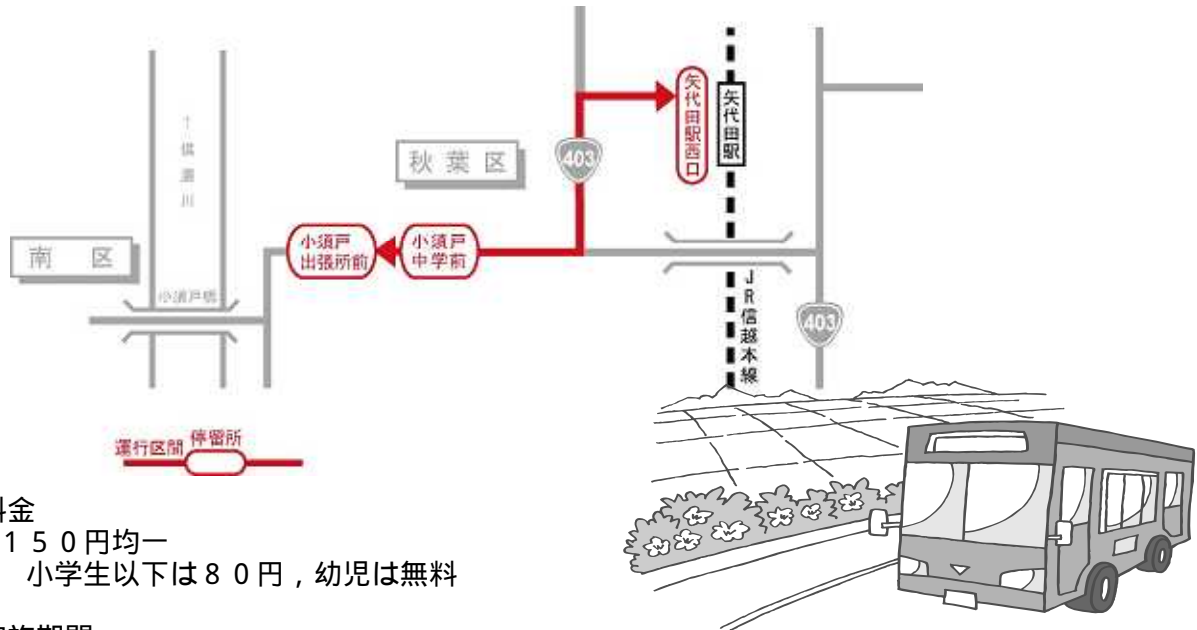 403
矢代田駅西口
矢代田駅
秋葉区
南 区
小須戸
出張所前
小須戸
中学前
小須戸橋
JR信越本線
403
運行区間
停留所
料金
150円均一
小学生以下は80円,幼児は無料